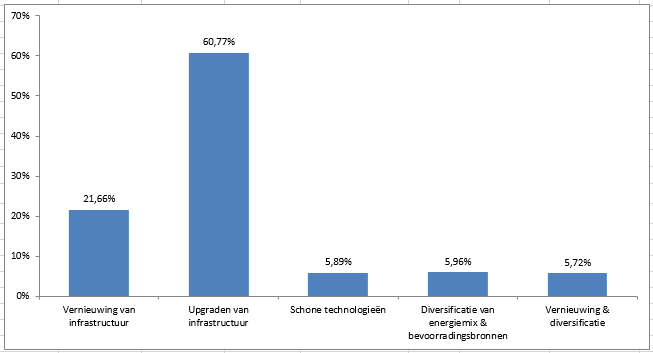 70%
60%
50%
40%
30%
20%
10%
0%
21,66%
60,77%
5,89%
5,96%
5,72%
Vernieuwing van
infrastructuur
Upgraden van
infrastructuur
Schone technologieën
Diversificatie van
energiemix &
bevoorradingsbronnen
Vernieuwing &
diversificatie